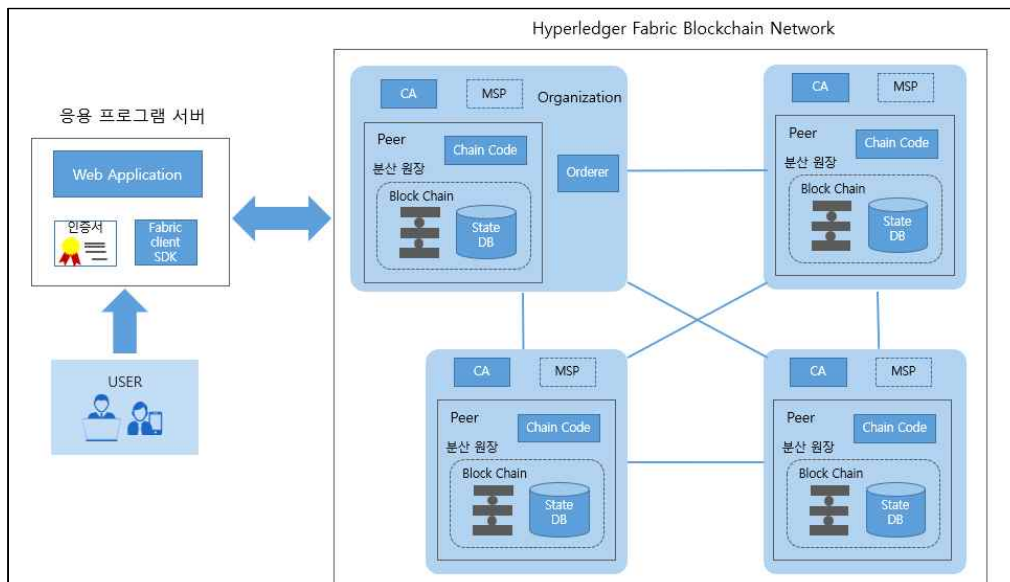 Hyperledger Fabric Blockchain Network
응용 프로그램 서버
Web Application
인증서
Fabric
client
SDK
USER
CA
MSP
Organization
Peer
Chain Code
분산 원장
Orderer
Block Chain
State
DB
CA
MSP
Peer
Chain Code
분산 원장
Block Chain
State
DB
CA
MSP
Peer
Chain Code
분산 원장
Block Chain
State
DB
CA
MSP
Peer
Chain Code
분산 원장
Block Chain
State
DB